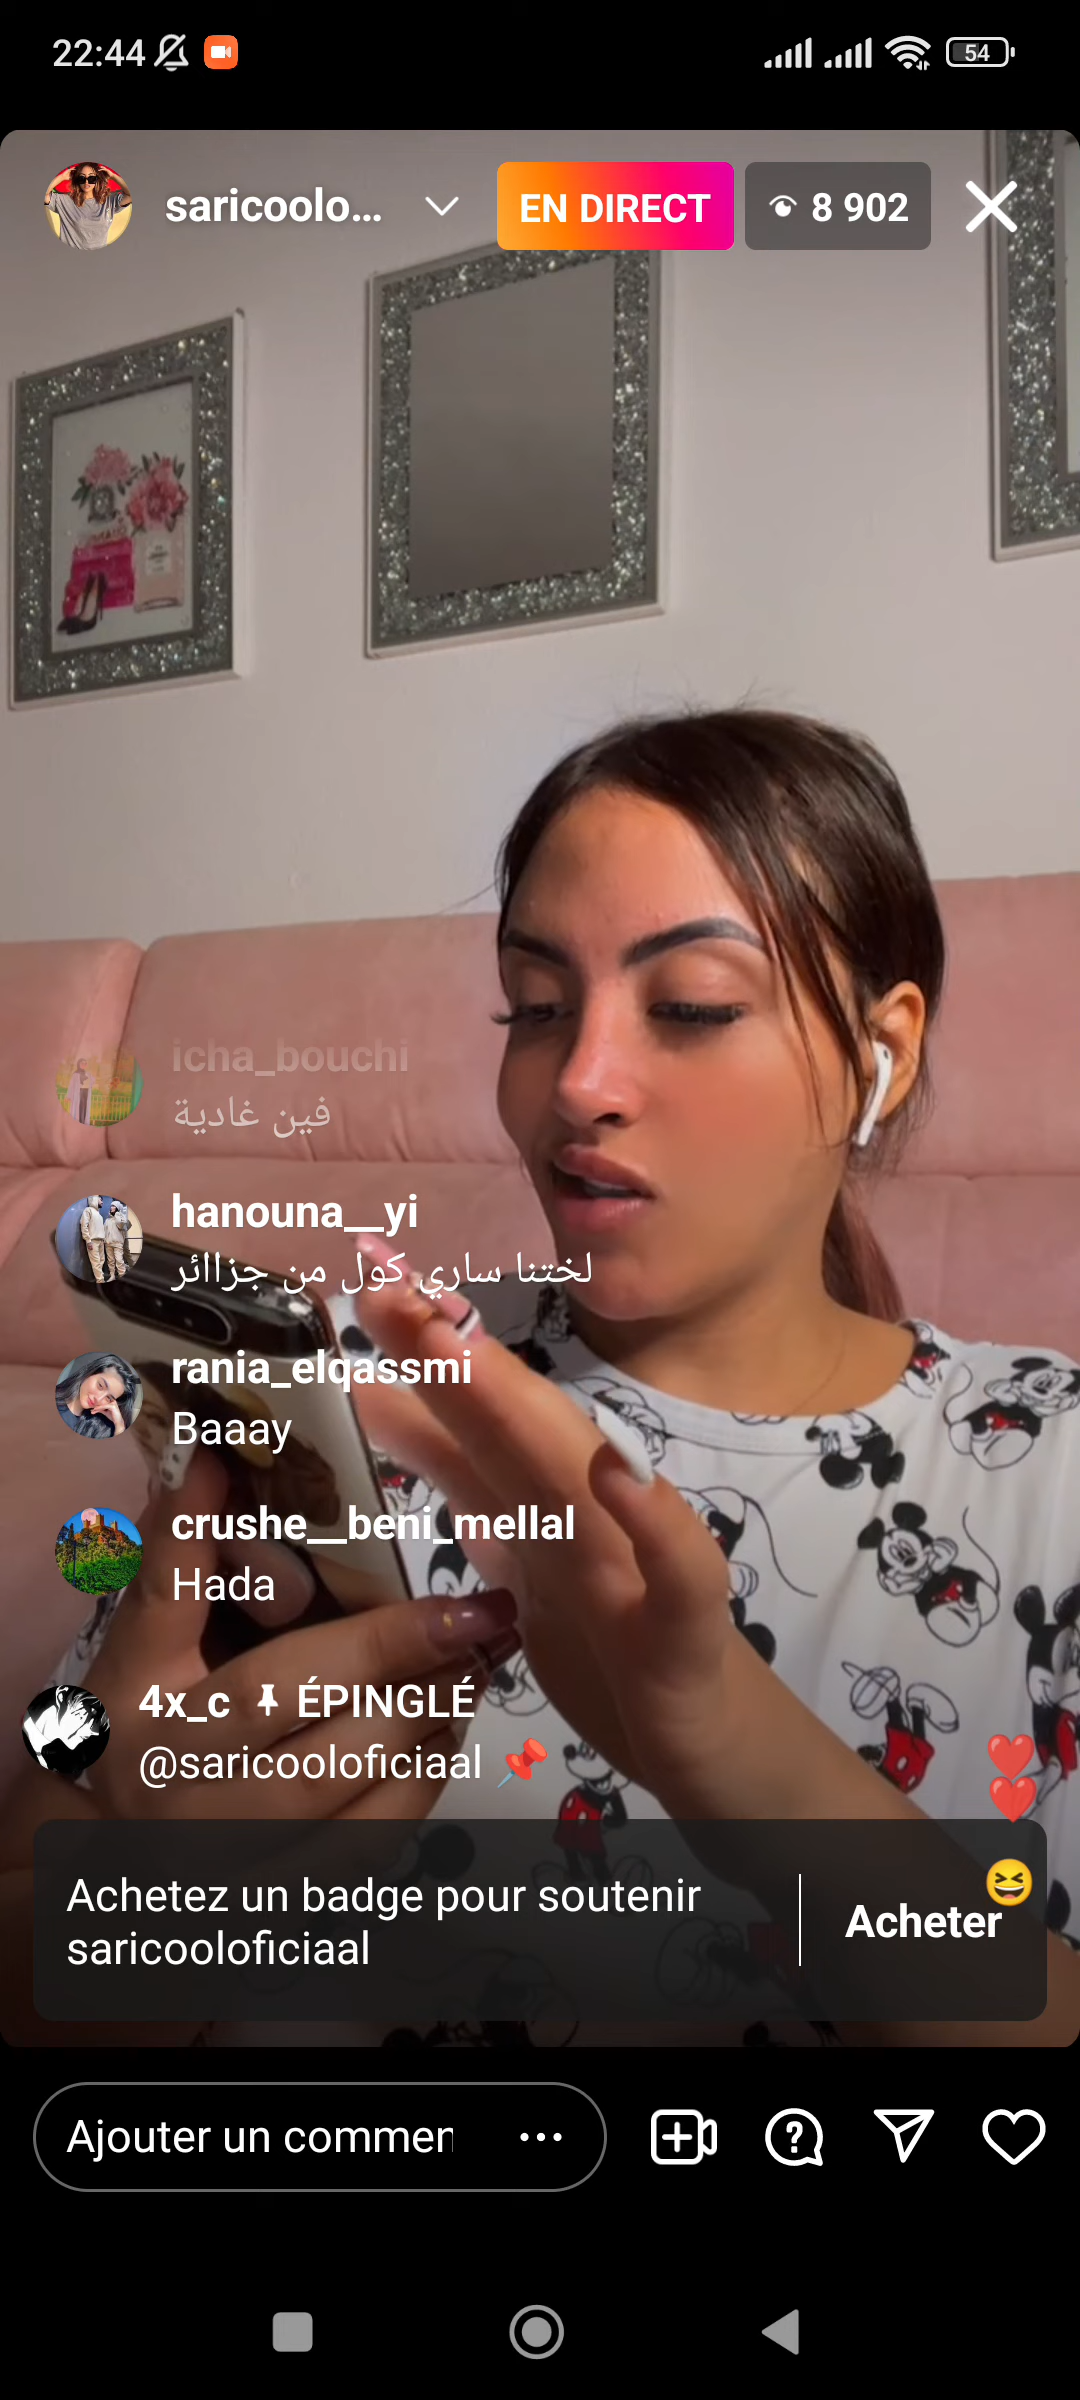 22:44
54
saricoolo...
EN DIRECT
8 902
icha_bouchi
فين غادية
hanouna__yi
لختنا ساري كول من جزاائر
rania_elqassmi
Baaay
crushe__beni_mellal
Hada
4x_c ÉPINGLÉ
@saricooloficiaal
Achetez un badge pour soutenir
saricooloficiaal
Acheter
Ajouter un commen